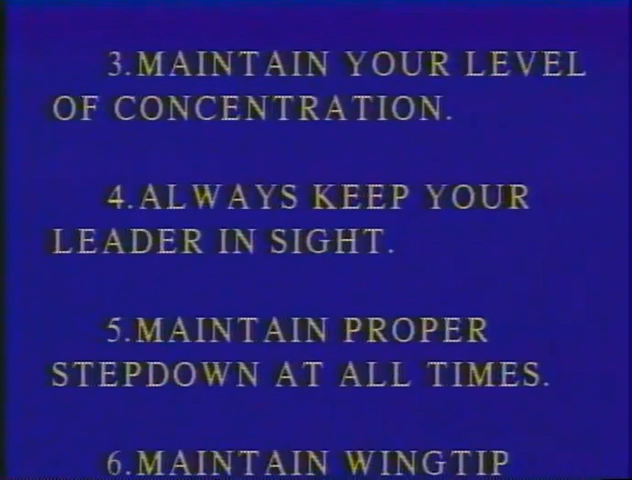 3.MAINTAIN YOUR LEVEL
OF CONCENTRATION.
4.ALWAYS KEEP YOUR
LEADER IN SIGHT.
5.MAINTAIN PROPER
STEPDOWN AT ALL TIMES.
6.MAINTAIN WINGTIP